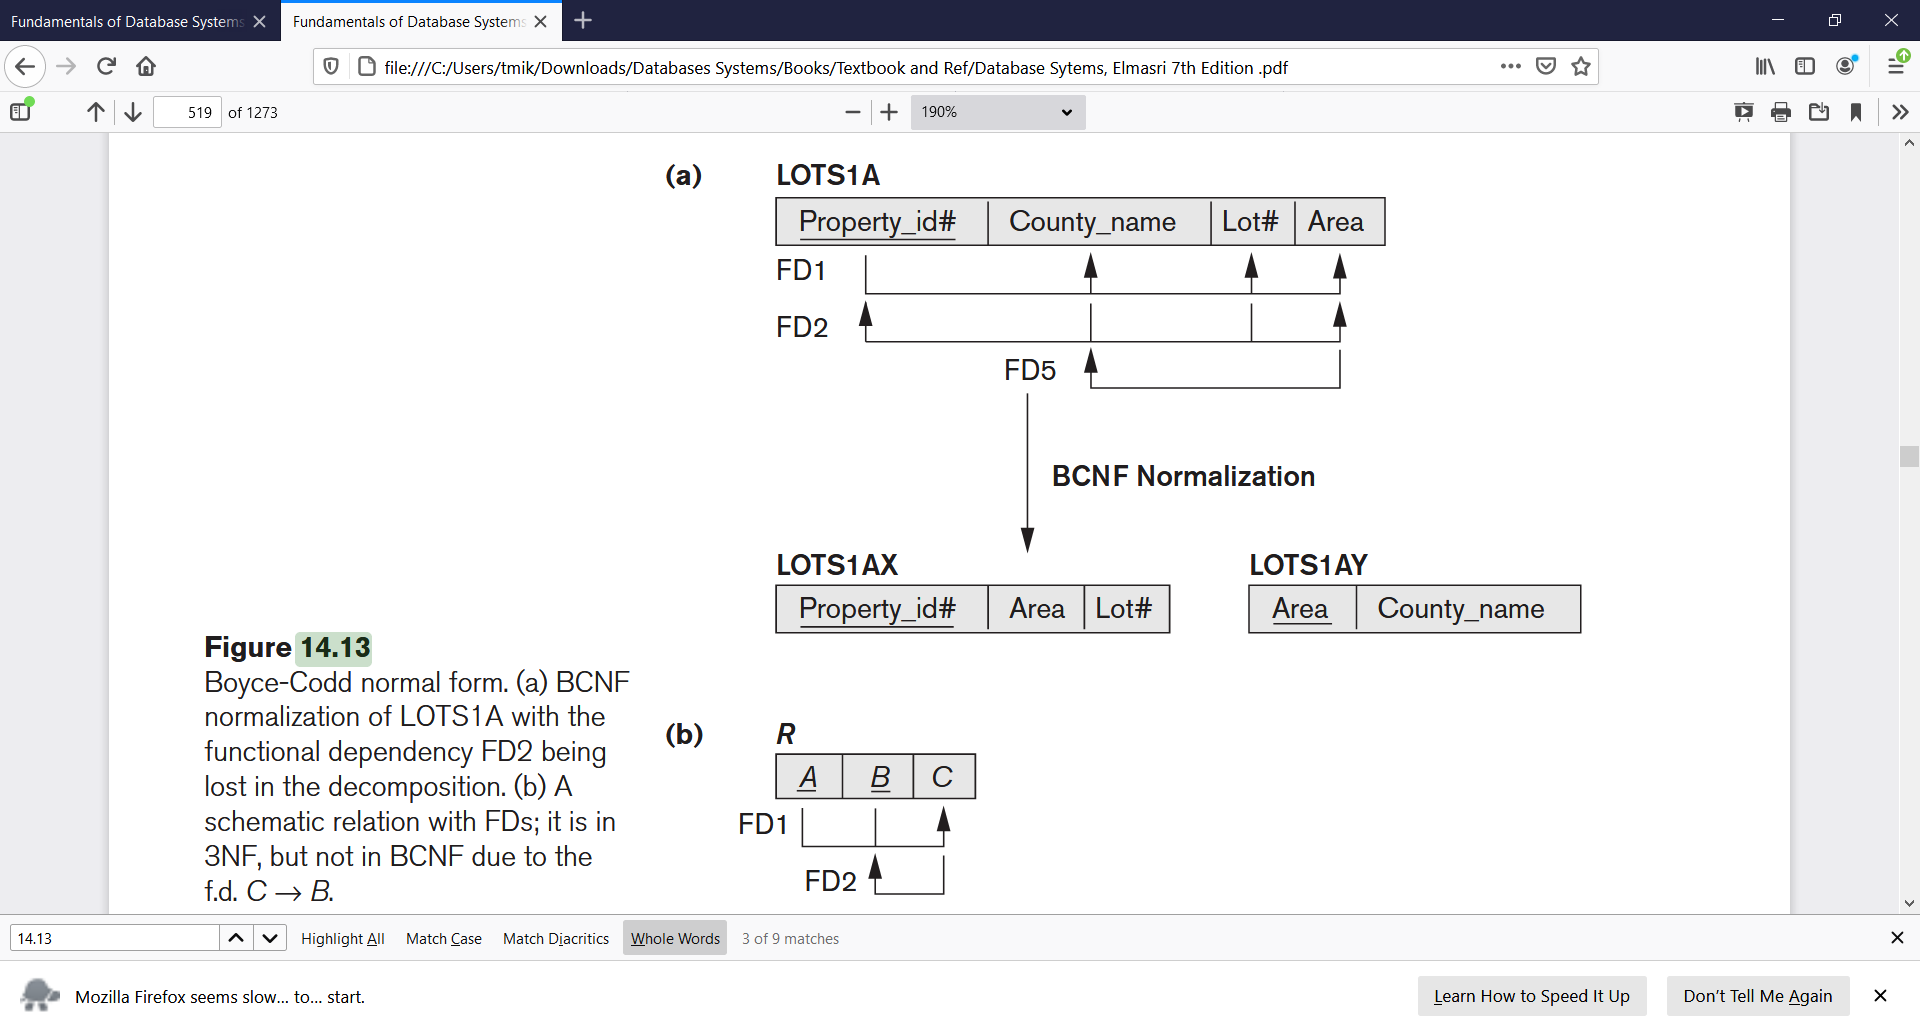 Fundamentals of Database Systems
Fundamentals of Database Systems
file:///C:/Users/tmik/Downloads/Databases Systems/Books/Textbook and Ref/Database Sytems, Elmasri 7th Edition .pdf
519 of 1273
190%
(a) LOTS1A
Property_id# County_name Lot# Area
FD1
FD2
FD5
BCNF Normalization
LOTS1AX LOTS1AY
Property_id# Area Lot# Area County_name
Figure 14.13
Boyce-Codd normal form. (a) BCNF
normalization of LOTS1A with the
functional dependency FD2 being
lost in the decomposition. (b) A
schematic relation with FDs; it is in
3NF, but not in BCNF due to the
f.d. C → B.
(b) R
A B C
FD1
FD2
14.13 Highlight All Match Case Match Diacritics Whole Words 3 of 9 matches
Mozilla Firefox seems slow... to... start. Learn How to Speed It Up Don't Tell Me Again